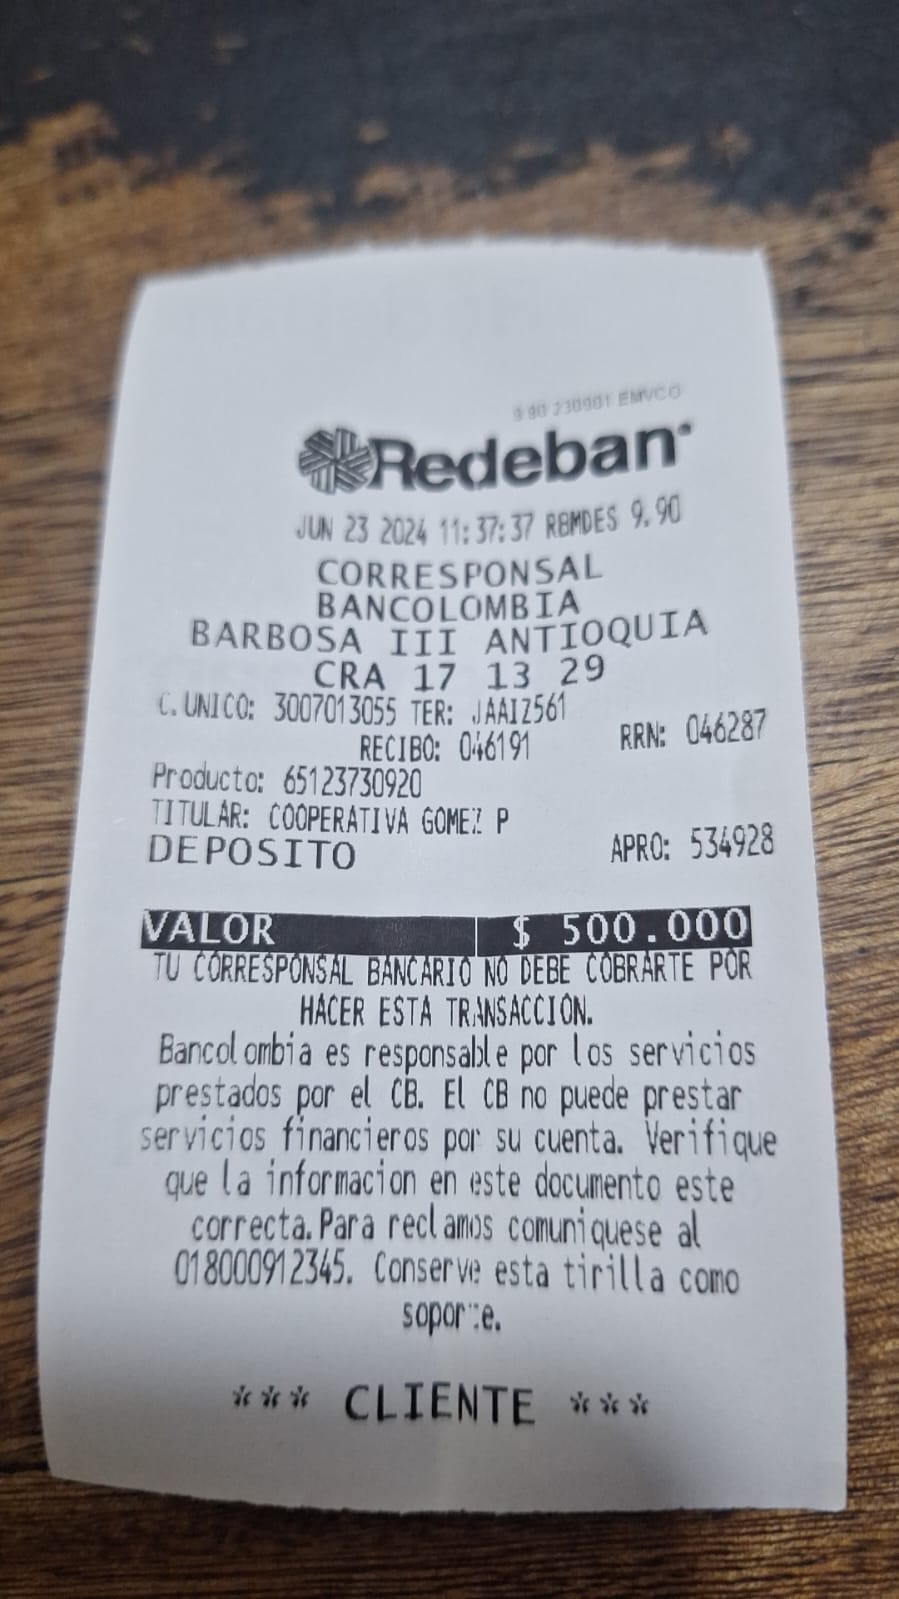 9.90 230901 EMVCO
Redeban
JUN 23 2024 11:37:37 RBMDES 9.90
CORRESPONSAL
BANCOLOMBIA
BARBOSA III ANTIOQUIA
CRA 17 13 29
C.UNICO: 3007013055 TER: JAAIZ561
RECIBO: 046191 RRN: 046287
Producto: 65123730920
TITULAR: COOPERATIVA GOMEZ P
DEPOSITO APRO: 534928
VALOR $ 500.000
TU CORRESPONSAL BANCARIO NO DEBE COBRARTE POR
HACER ESTA TRANSACCION.
Bancolombia es responsable por los servicios
prestados por el CB. El CB no puede prestar
servicios financieros por su cuenta. Verifique
que la informacion en este documento este
correcta. Para reclamos comuniquese al
018000912345. Conserve esta tirilla como
soporte.
*** CLIENTE ***